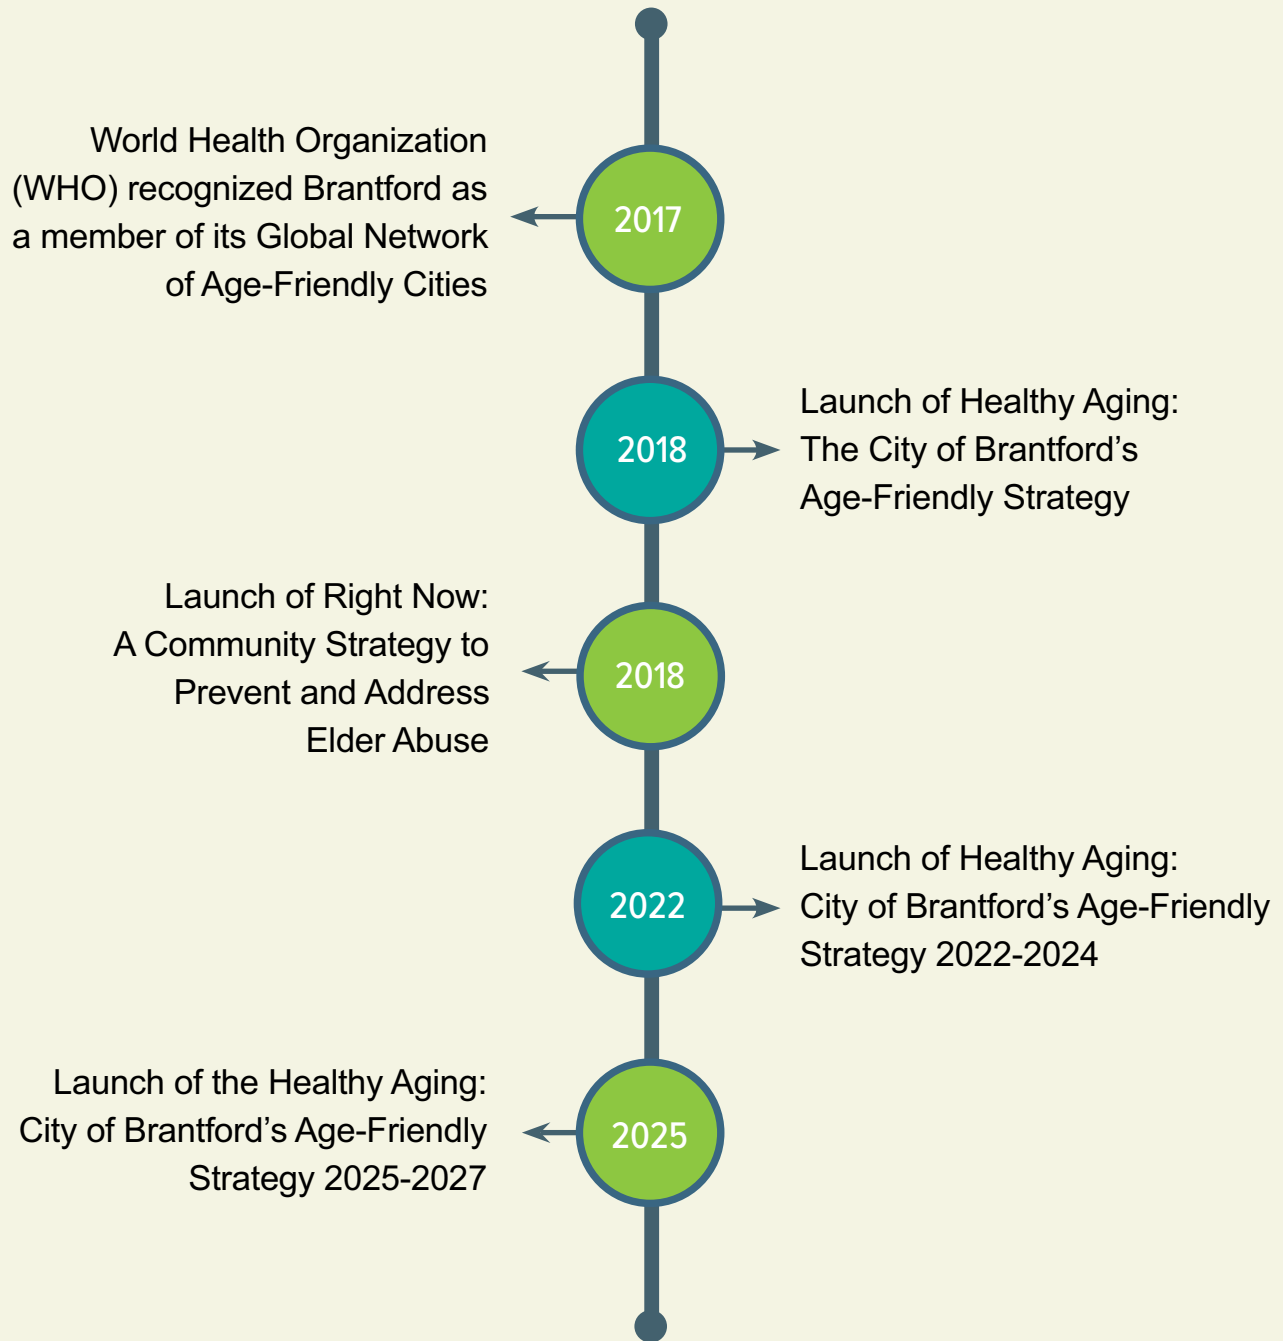 World Health Organization
(WHO) recognized Brantford as
a member of its Global Network
of Age-Friendly Cities
2017
2018
Launch of Healthy Aging:
The City of Brantford’s
Age-Friendly Strategy
Launch of Right Now:
A Community Strategy to
Prevent and Address
Elder Abuse
2018
2022
Launch of Healthy Aging:
City of Brantford’s Age-Friendly
Strategy 2022-2024
Launch of the Healthy Aging:
City of Brantford’s Age-Friendly
Strategy 2025-2027
2025